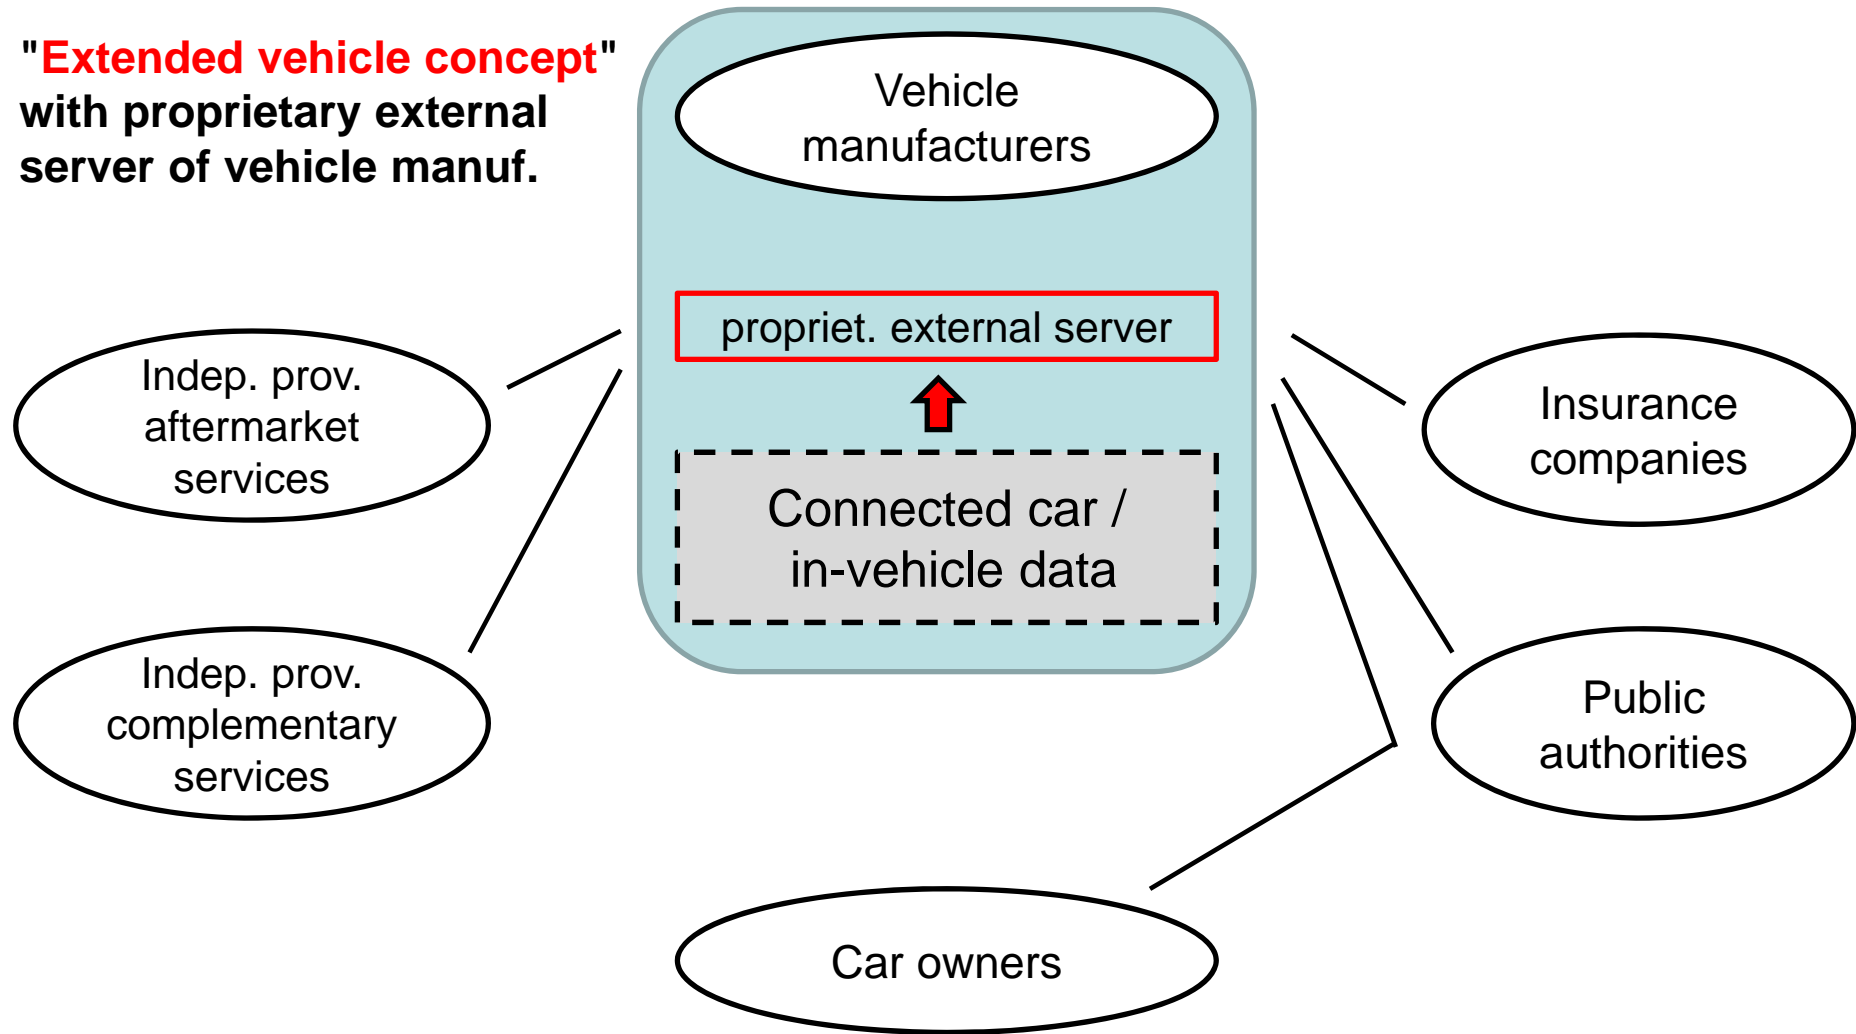 "Extended vehicle concept"
with proprietary external
server of vehicle manuf.
Vehicle
manufacturers
propriet. external server
Connected car /
in-vehicle data
Indep. prov.
aftermarket
services
Indep. prov.
complementary
services
Insurance
companies
Public
authorities
Car owners